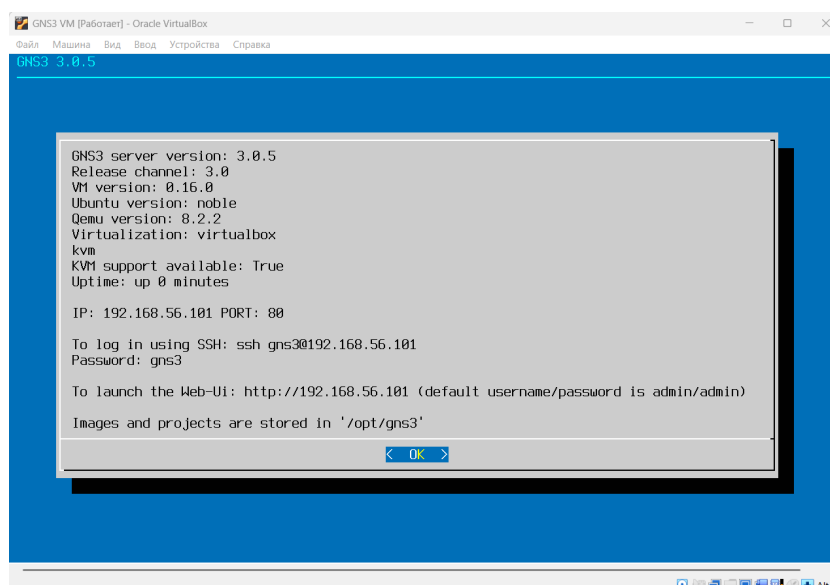 GNS3 VM [Работает] - Oracle VirtualBox
Файл Машина Вид Ввод Устройства Справка
GNS3 3.0.5
GNS3 server version: 3.0.5
Release channel: 3.0
VM version: 0.16.0
Ubuntu version: noble
Qemu version: 8.2.2
Virtualization: virtualbox
kvm
KVM support available: True
Uptime: up 0 minutes
IP: 192.168.56.101 PORT: 80
To log in using SSH: ssh gns3@192.168.56.101
Password: gns3
To launch the Web-Ui: http://192.168.56.101 (default username/password is admin/admin)
Images and projects are stored in '/opt/gns3'
< OK >